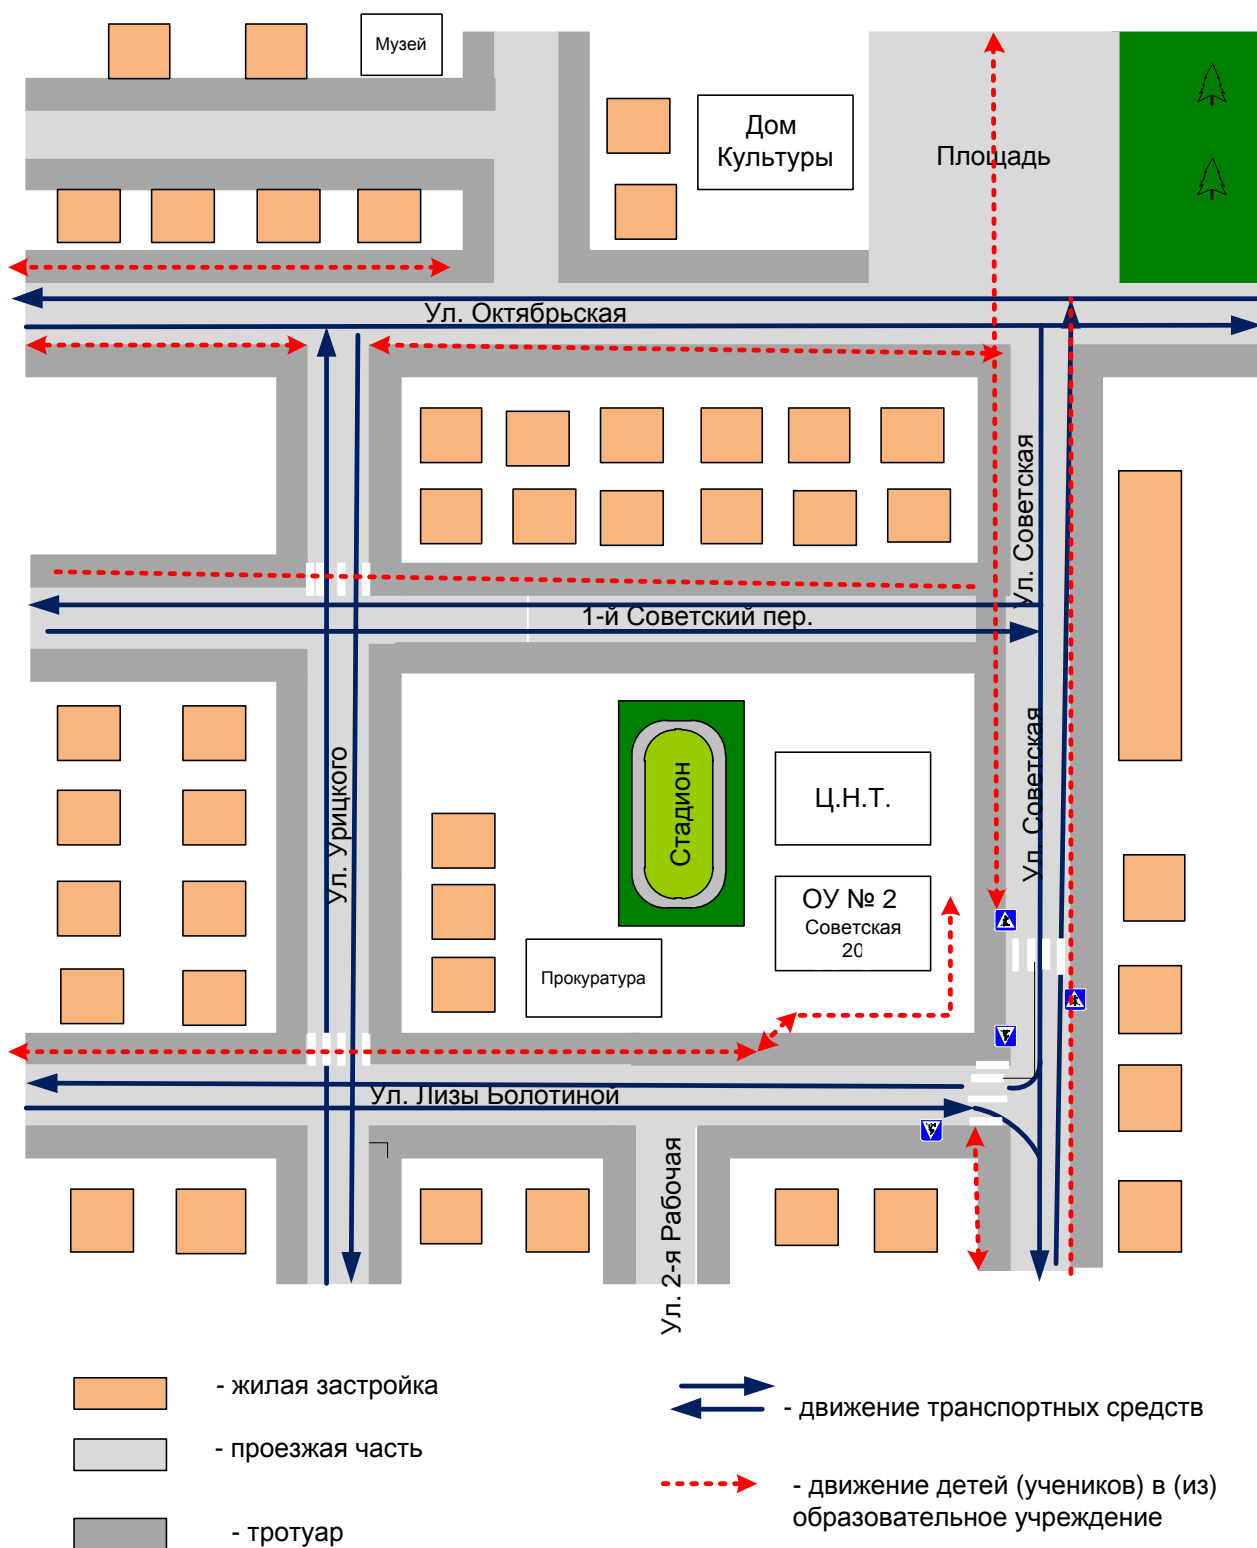 Музей
Дом
Культуры
Площадь
Ул. Октябрьская
Ул. Советская
1-й Советский пер.
Ул. Урицкого
Стадион
Ц.Н.Т.
Ул. Советская
ОУ № 2
Советская
20
Прокуратура
Ул. Лизы Болотиной
Ул. 2-я Рабочая
- жилая застройка
- движение транспортных средств
- проезжая часть
- движение детей (учеников) в (из)
образовательное учреждение
- тротуар